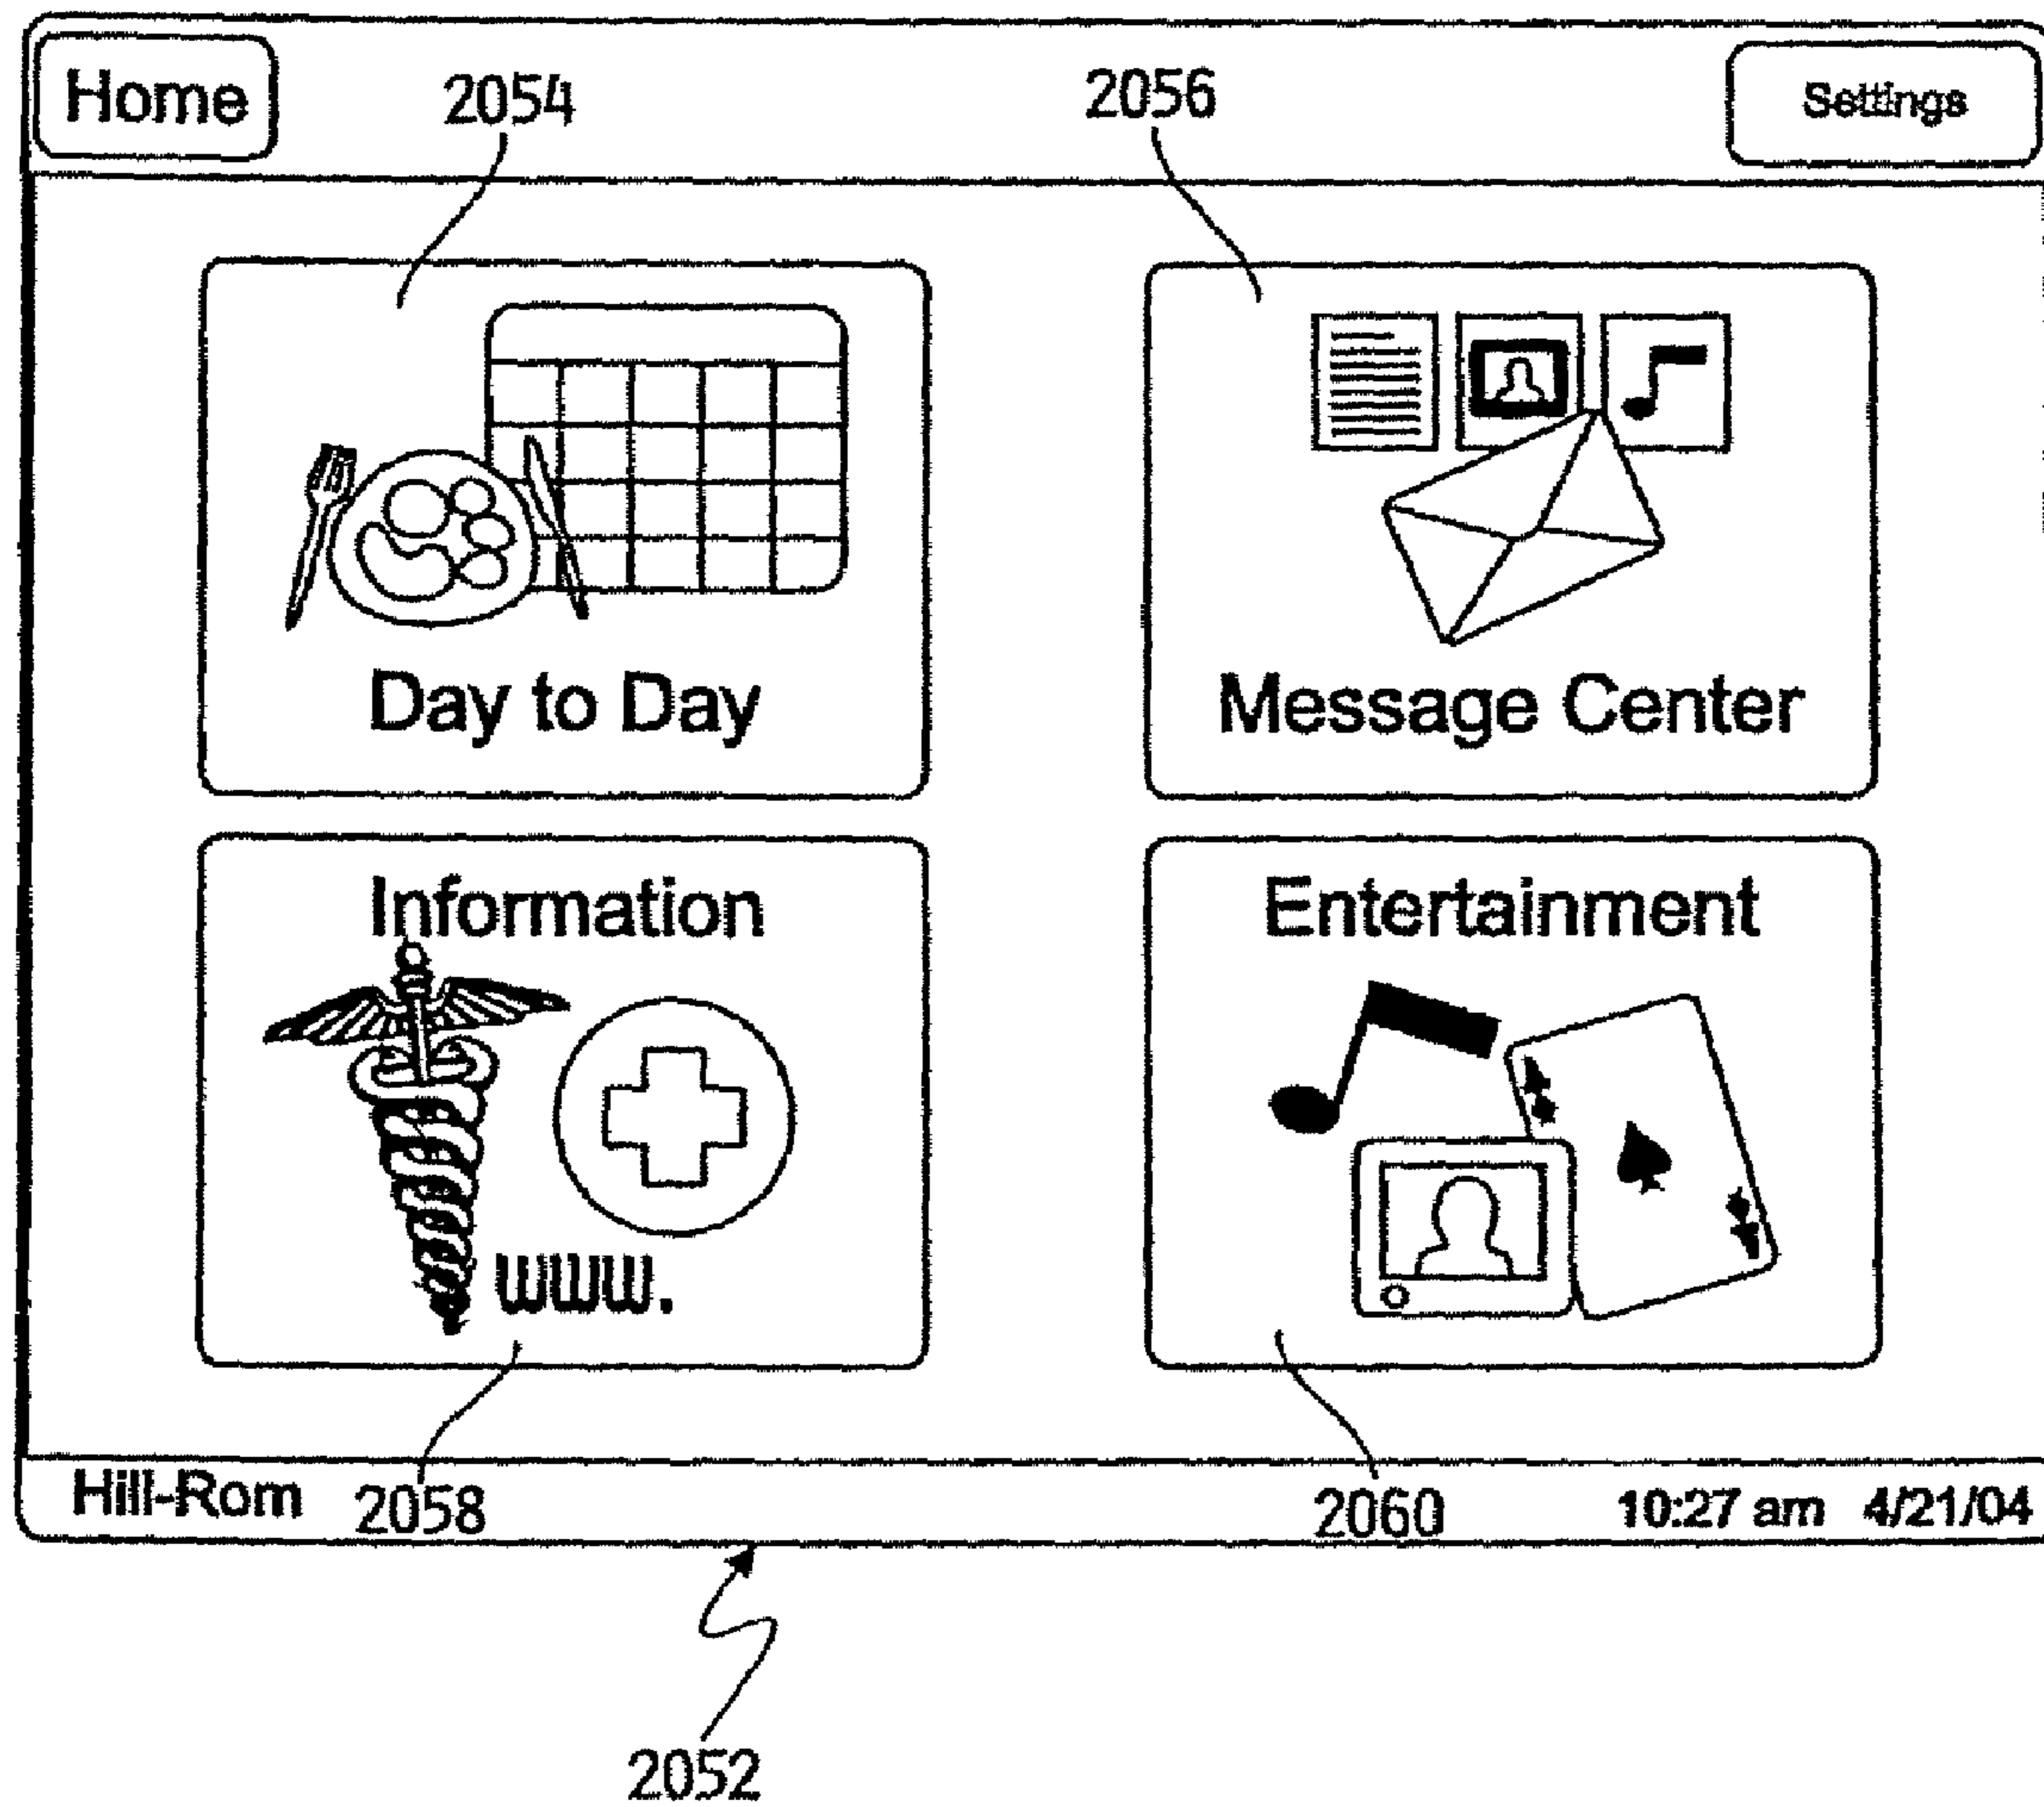 Home 2054 2056 Settings
Day to Day Message Center
Information Entertainment
www.
Hill-Rom 2058 2060 10:27 am 4/21/04
2052